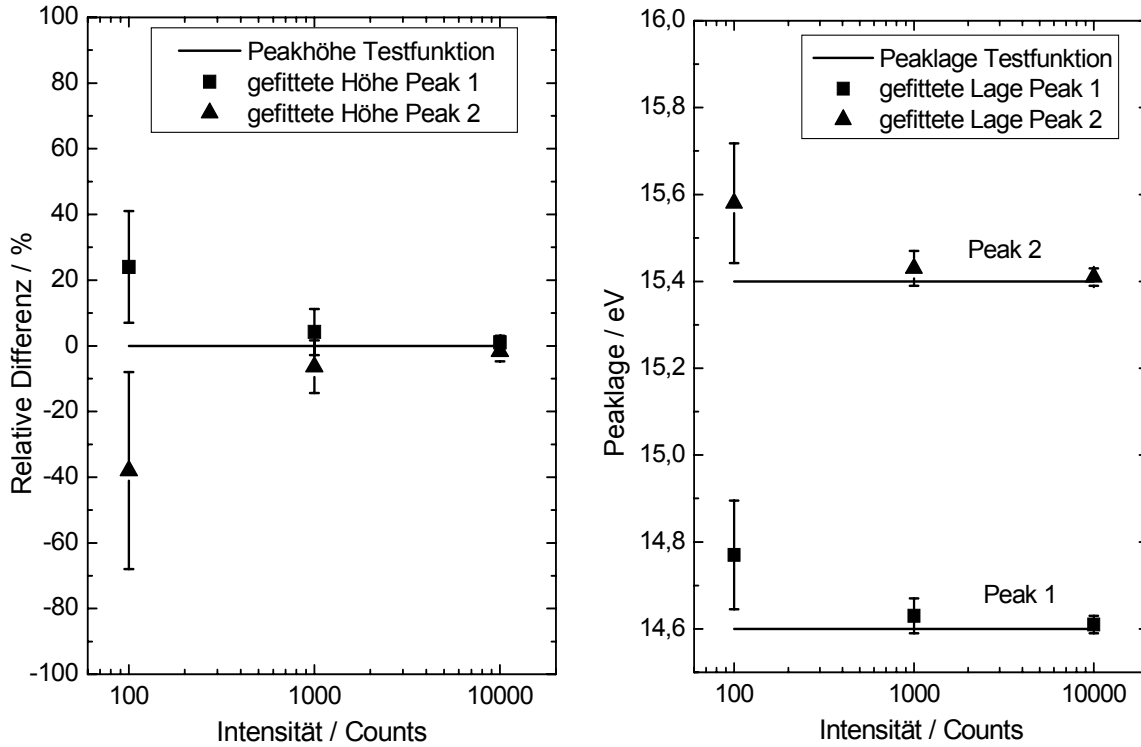 Peakhöhe Testfunktion
gefittete Höhe Peak 1
gefittete Höhe Peak 2
100
80
60
40
20
0
-20
-40
-60
-80
-100
Relative Differenz / %
100
1000
10000
Intensität / Counts
Peaklage Testfunktion
gefittete Lage Peak 1
gefittete Lage Peak 2
16,0
15,8
15,6
15,4
15,2
15,0
14,8
14,6
Peaklage / eV
Peak 2
Peak 1
100
1000
10000
Intensität / Counts